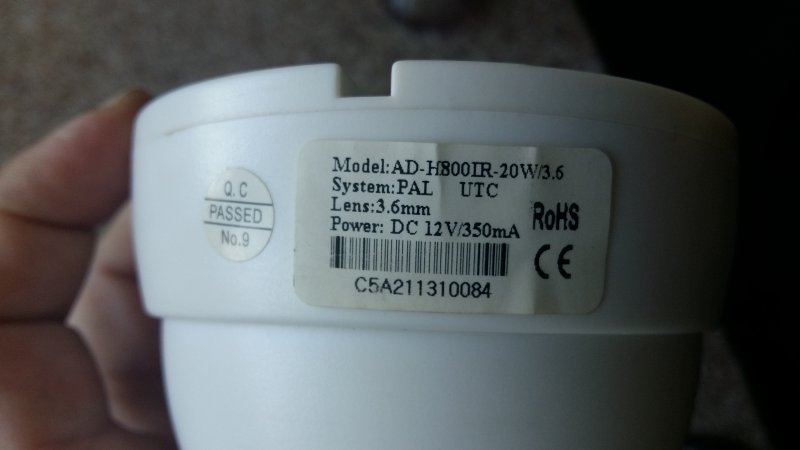 Q.C
PASSED
No.9
Model:AD-H800IR-20W/3.6
System:PAL UTC
Lens:3.6mm
Power: DC 12V/350mA
RoHS
CE
C5A211310084